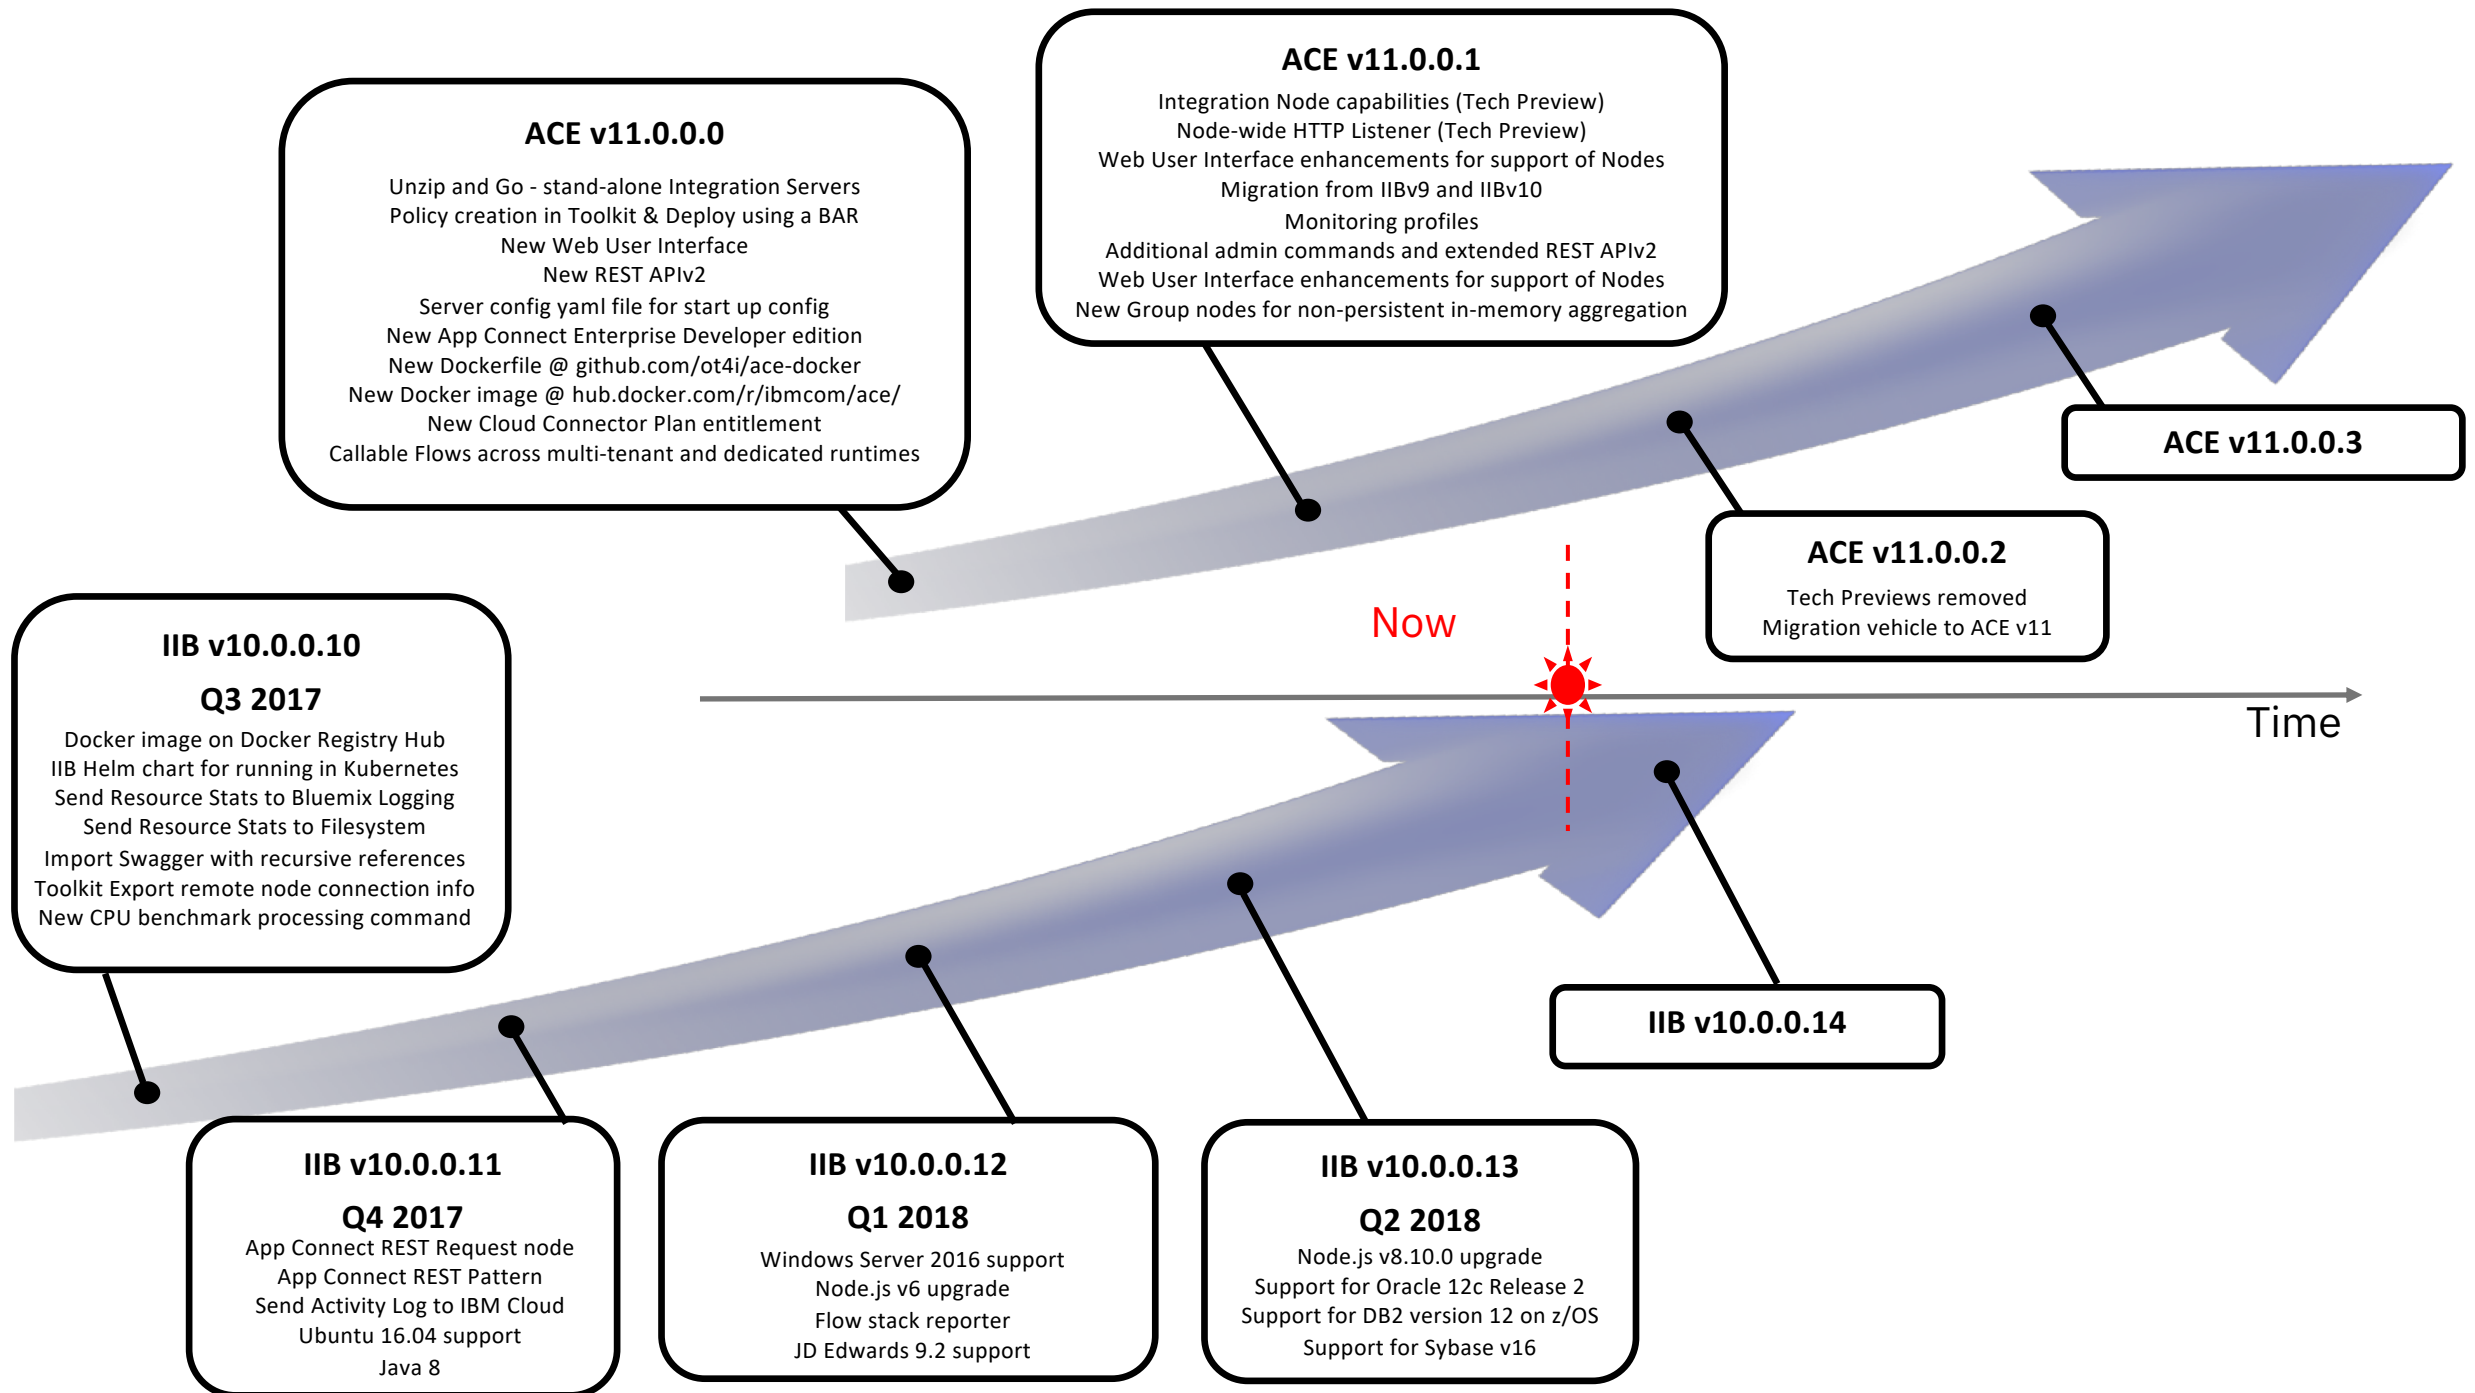 ACE v11.0.0.0
Unzip and Go - stand-alone Integration Servers
Policy creation in Toolkit & Deploy using a BAR
New Web User Interface
New REST APIv2
Server config yaml file for start up config
New App Connect Enterprise Developer edition
New Dockerfile @ github.com/ot4i/ace-docker
New Docker image @ hub.docker.com/r/ibmcom/ace/
New Cloud Connector Plan entitlement
Callable Flows across multi-tenant and dedicated runtimes
ACE v11.0.0.1
Integration Node capabilities (Tech Preview)
Node-wide HTTP Listener (Tech Preview)
Web User Interface enhancements for support of Nodes
Migration from IIBv9 and IIBv10
Monitoring profiles
Additional admin commands and extended REST APIv2
Web User Interface enhancements for support of Nodes
New Group nodes for non-persistent in-memory aggregation
ACE v11.0.0.3
ACE v11.0.0.2
Tech Previews removed
Migration vehicle to ACE v11
Now
Time
IIB v10.0.0.10
Q3 2017
Docker image on Docker Registry Hub
IIB Helm chart for running in Kubernetes
Send Resource Stats to Bluemix Logging
Send Resource Stats to Filesystem
Import Swagger with recursive references
Toolkit Export remote node connection info
New CPU benchmark processing command
IIB v10.0.0.14
IIB v10.0.0.11
Q4 2017
App Connect REST Request node
App Connect REST Pattern
Send Activity Log to IBM Cloud
Ubuntu 16.04 support
Java 8
IIB v10.0.0.12
Q1 2018
Windows Server 2016 support
Node.js v6 upgrade
Flow stack reporter
JD Edwards 9.2 support
IIB v10.0.0.13
Q2 2018
Node.js v8.10.0 upgrade
Support for Oracle 12c Release 2
Support for DB2 version 12 on z/OS
Support for Sybase v16